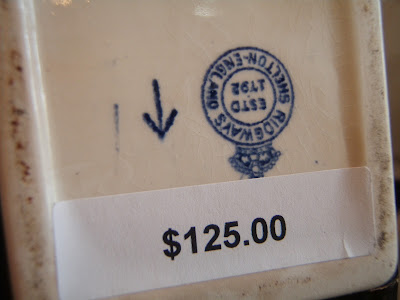 RIDGWAYS
SHELTON-ENGLAND
ESTD
1792
$125.00